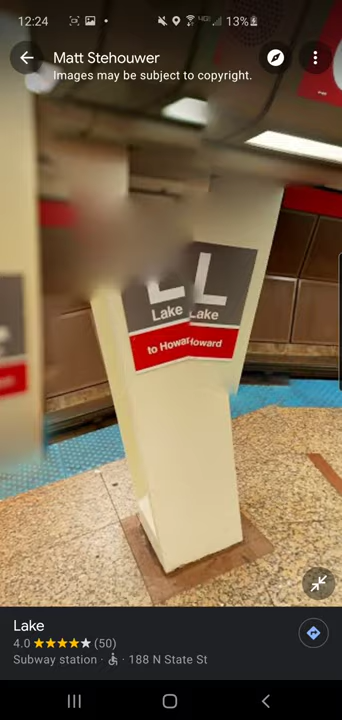 12:24
13%
Matt Stehouwer
Images may be subject to copyright.
L L
Lake Lake
to Howar Howard
Lake
4.0 (50)
Subway station · 188 N State St